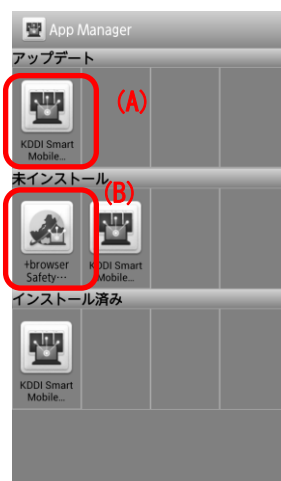 App Manager
アップデート
(A)
KDDI Smart
Mobile...
未インストール
(B)
+browser
Safety…
KDDI Smart
Mobile...
インストール済み
KDDI Smart
Mobile...